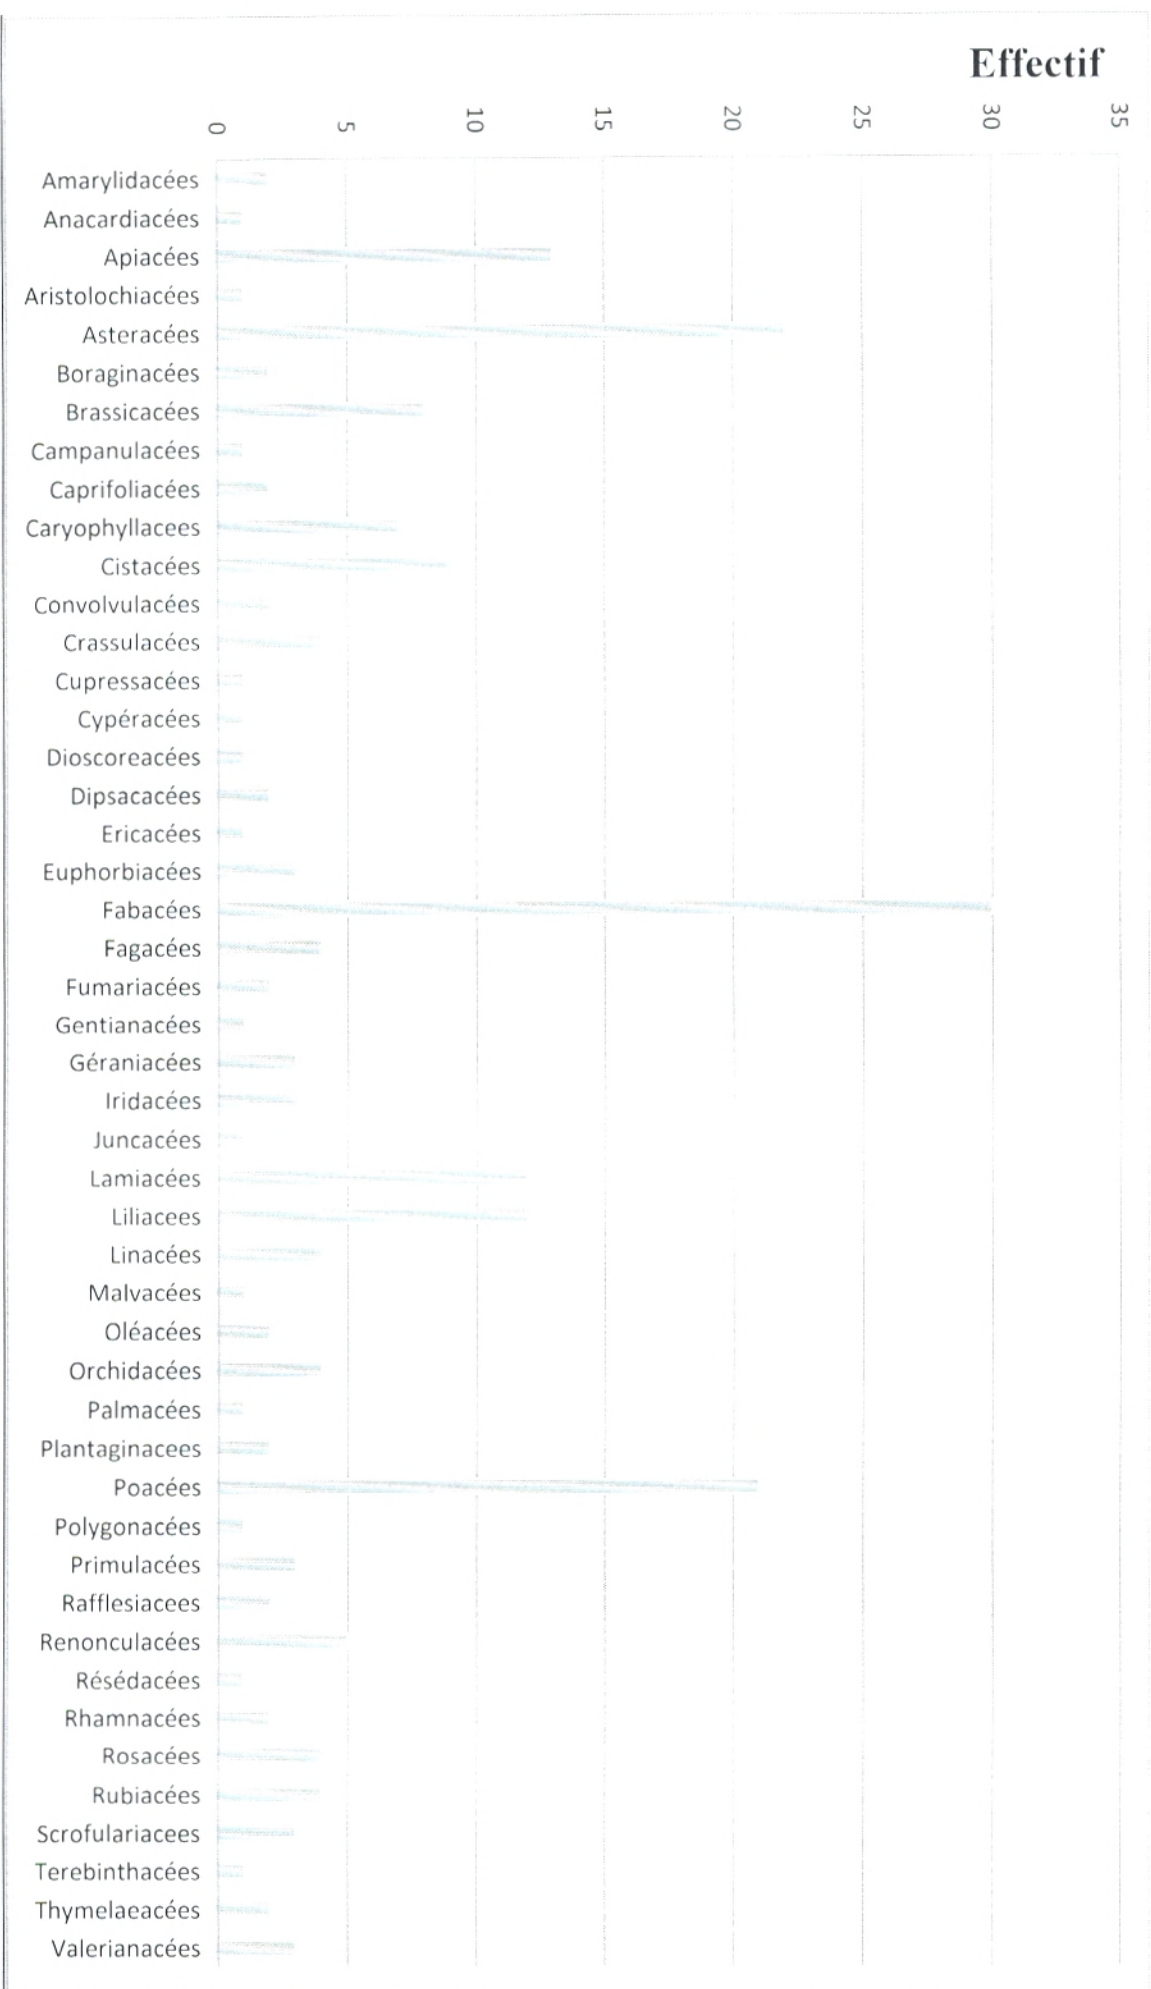 Effectif
0
5
10
15
20
25
30
35
Amarylidacées
Anacardiacées
Apiacées
Aristolochiacées
Asteracées
Boraginacées
Brassicacées
Campanulacées
Caprifoliacées
Caryophyllacees
Cistacées
Convolvulacées
Crassulacées
Cupressacées
Cypéracées
Dioscoreacées
Dipsacacées
Ericacées
Euphorbiacées
Fabacées
Fagacées
Fumariacées
Gentianacées
Géraniacées
Iridacées
Juncacées
Lamiacées
Liliacees
Linacées
Malvacées
Oléacées
Orchidacées
Palmacées
Plantaginacees
Poacées
Polygonacées
Primulacées
Rafflesiacees
Renonculacées
Résédacées
Rhamnacées
Rosacées
Rubiacées
Scrofulariacees
Terebinthacées
Thymelaeacées
Valerianacées